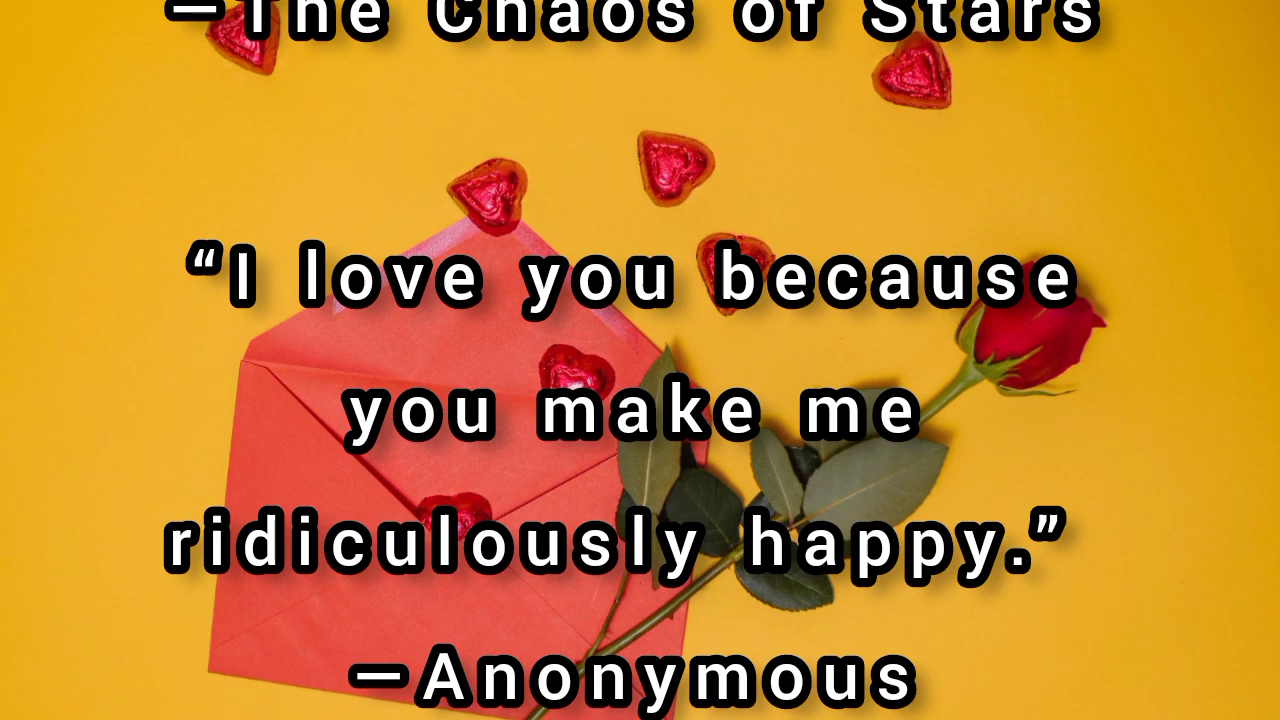 —The Chaos of Stars
“I love you because
you make me
ridiculously happy.”
—Anonymous